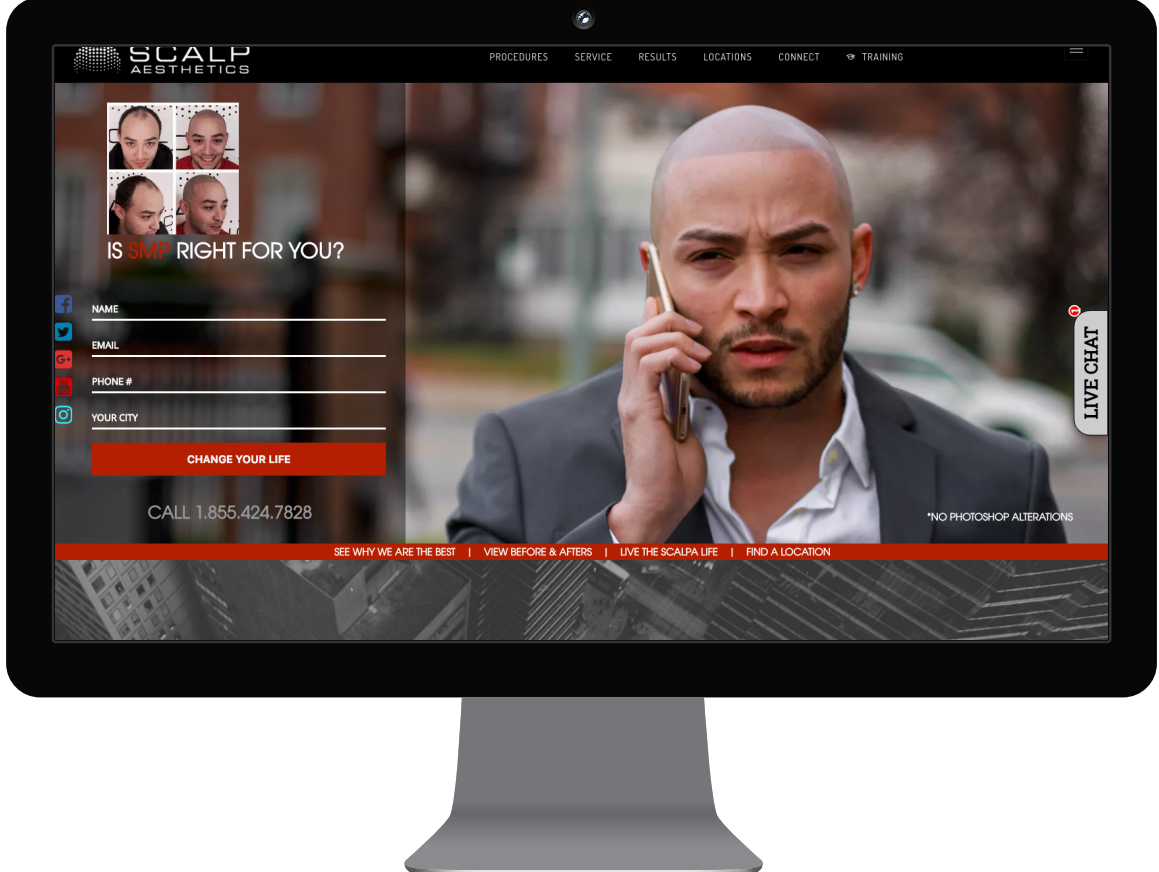 SCALP
AESTHETICS
PROCEDURES SERVICE RESULTS LOCATIONS CONNECT TRAINING
IS SMP RIGHT FOR YOU?
NAME
EMAIL
PHONE #
YOUR CITY
CHANGE YOUR LIFE
CALL 1.855.424.7828
G+
1
LIVE CHAT
*NO PHOTOSHOP ALTERATIONS
SEE WHY WE ARE THE BEST | VIEW BEFORE & AFTERS | LIVE THE SCALPA LIFE | FIND A LOCATION